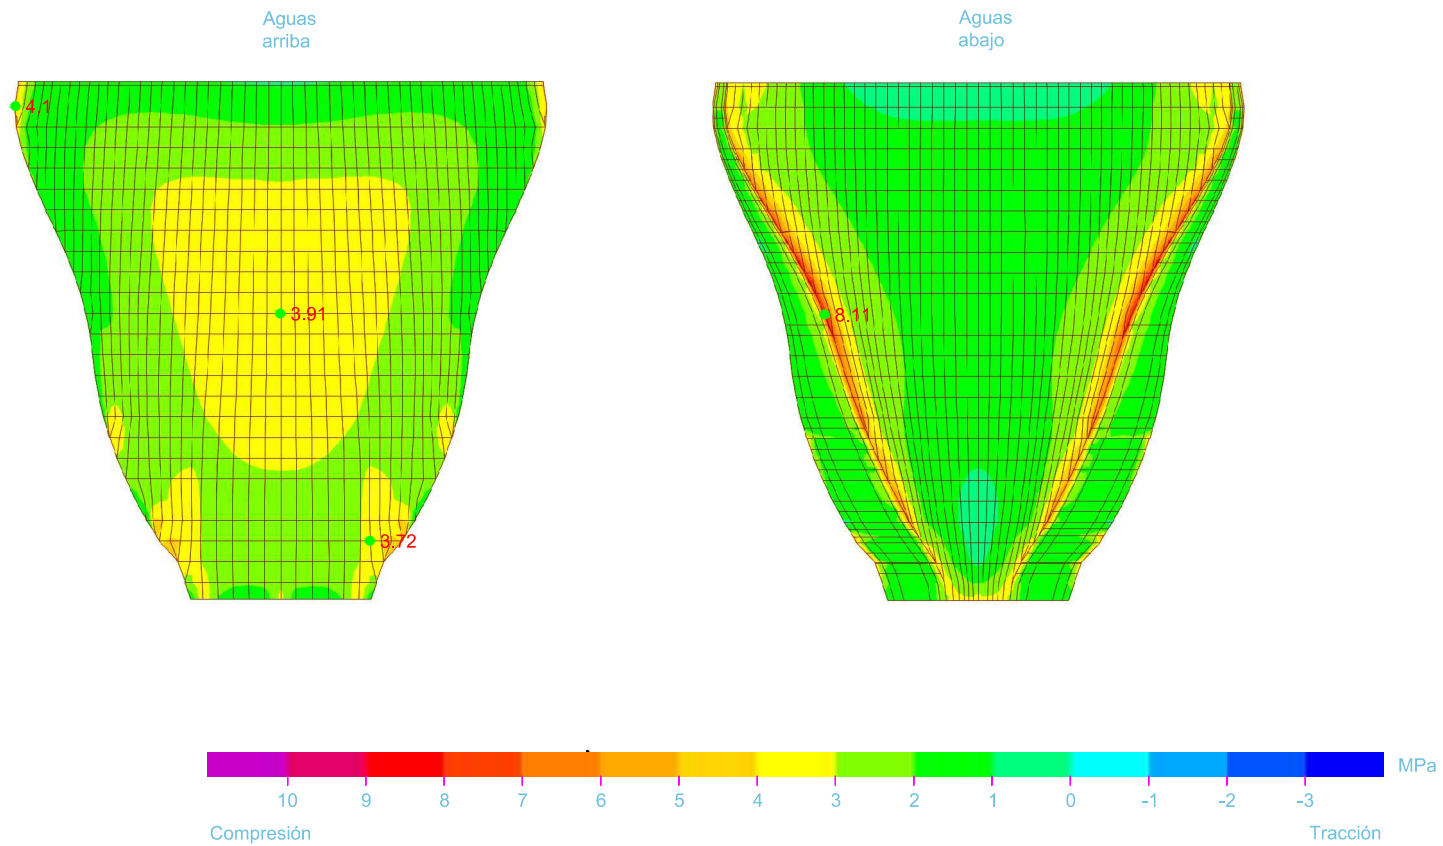 Aguas
arriba
Aguas
abajo
4.1
3.91
8.11
3.72
MPa
10 9 8 7 6 5 4 3 2 1 0 -1 -2 -3
Compresión Tracción